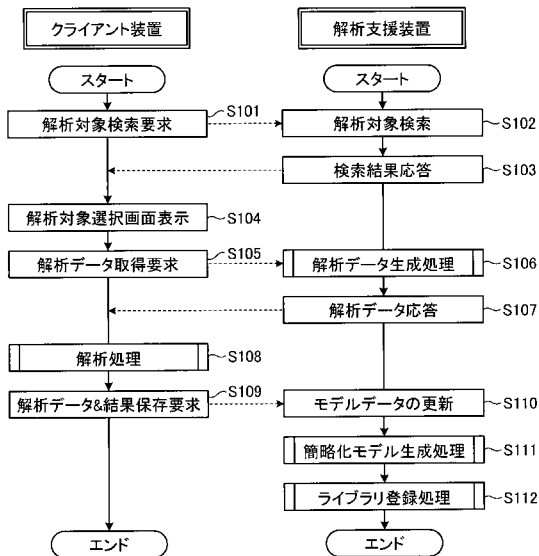 クライアント装置
解析支援装置
スタート
スタート
解析対象検索要求
S101
解析対象検索
S102
検索結果応答
S103
解析対象選択画面表示
S104
解析データ取得要求
S105
解析データ生成処理
S106
解析データ応答
S107
解析処理
S108
解析データ&結果保存要求
S109
モデルデータの更新
S110
簡略化モデル生成処理
S111
ライブラリ登録処理
S112
エンド
エンド